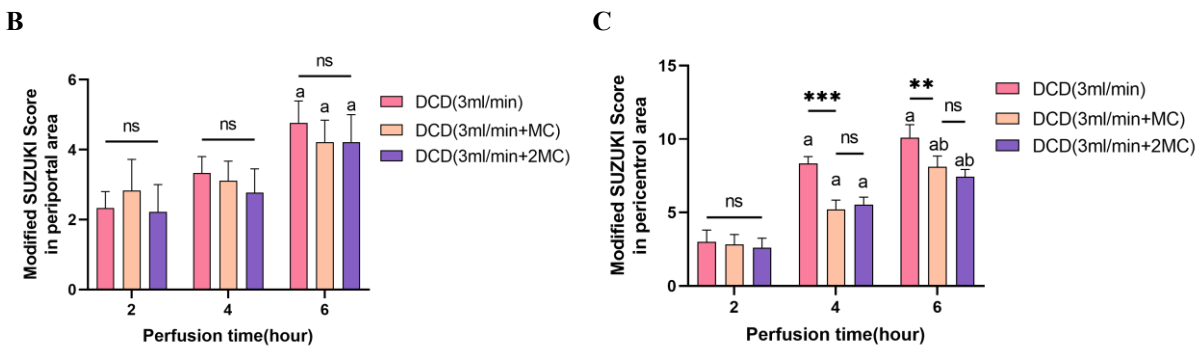 B
Modified SUZUKI Score
in periportal area
6
4
2
0
ns
ns
ns
a
a
a
2
4
6
Perfusion time(hour)
DCD(3ml/min)
DCD(3ml/min+MC)
DCD(3ml/min+2MC)
C
Modified SUZUKI Score
in pericentrol area
15
10
5
0
ns
***
ns
a
a
a
**
ns
a
ab
ab
2
4
6
Perfusion time(hour)
DCD(3ml/min)
DCD(3ml/min+MC)
DCD(3ml/min+2MC)